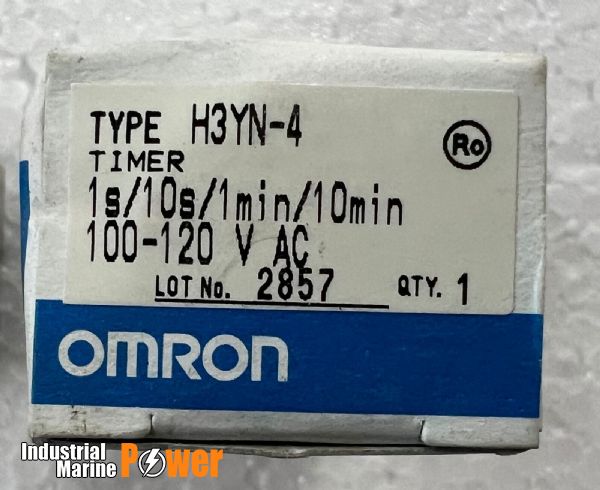 TYPE H3YN-4
Ro
TIMER
1s/10s/1min/10min
100-120 V AC
LOT No. 2857 QTY. 1
OMRON
Industrial
Marine Power